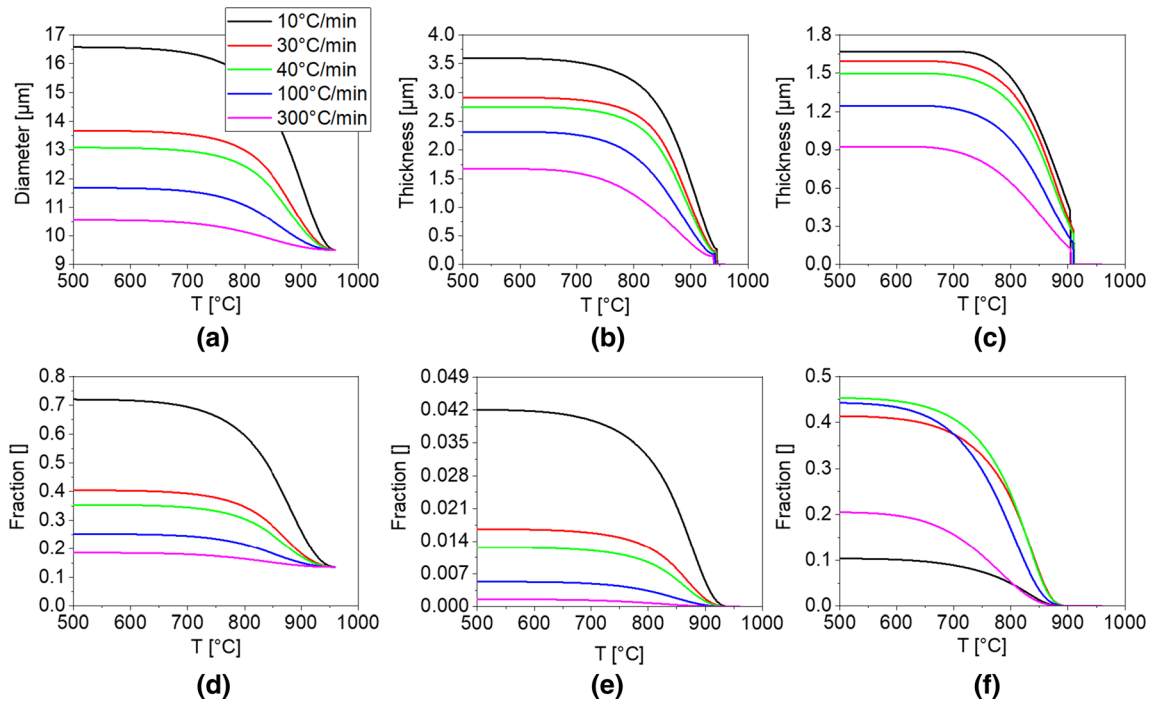 10°C/min
30°C/min
40°C/min
100°C/min
300°C/min
17
16
15
14
13
12
11
10
9
Diameter [µm]
500 600 700 800 900 1000
T [°C]
(a)
4.0
3.5
3.0
2.5
2.0
1.5
1.0
0.5
0.0
Thickness [µm]
500 600 700 800 900 1000
T [°C]
(b)
1.8
1.5
1.2
0.9
0.6
0.3
0.0
Thickness [µm]
500 600 700 800 900 1000
T [°C]
(c)
0.8
0.7
0.6
0.5
0.4
0.3
0.2
0.1
0.0
Fraction []
500 600 700 800 900 1000
T [°C]
(d)
0.049
0.042
0.035
0.028
0.021
0.014
0.007
0.000
Fraction []
500 600 700 800 900 1000
T [°C]
(e)
0.5
0.4
0.3
0.2
0.1
0.0
Fraction []
500 600 700 800 900 1000
T [°C]
(f)